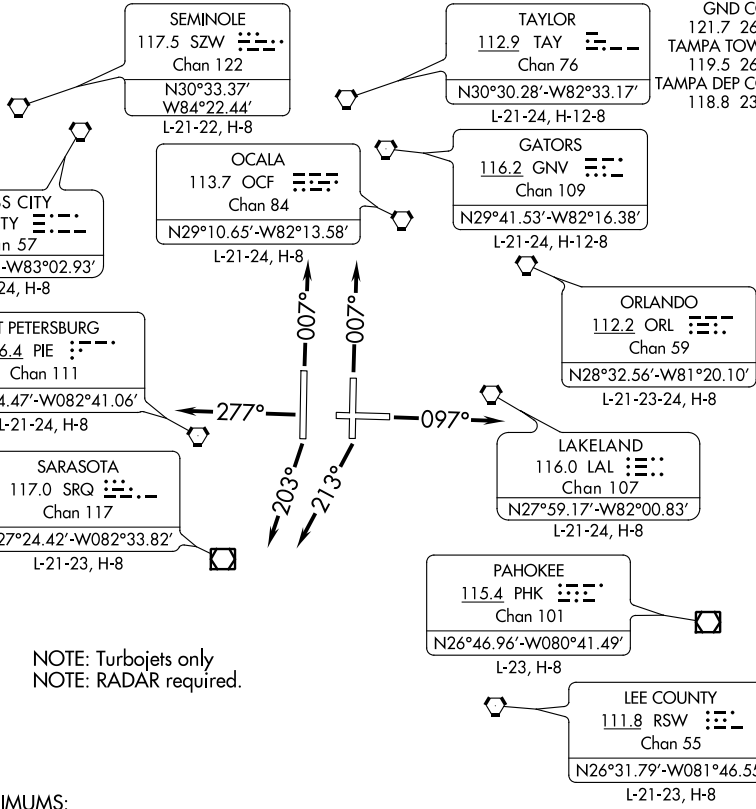 SEMINOLE
117.5 SZW
Chan 122
N30°33.37'
W84°22.44'
L-21-22, H-8
TAYLOR
112.9 TAY
Chan 76
N30°30.28'-W82°33.17'
L-21-24, H-12-8
GND CO
121.7 26
TAMPA TOW
119.5 26
TAMPA DEP CO
118.8 23
S CITY
TY
n 57
-W83°02.93'
24, H-8
OCALA
113.7 OCF
Chan 84
N29°10.65'-W82°13.58'
L-21-24, H-8
GATORS
116.2 GNV
Chan 109
N29°41.53'-W82°16.38'
L-21-24, H-12-8
ORLANDO
112.2 ORL
Chan 59
N28°32.56'-W81°20.10'
L-21-23-24, H-8
T PETERSBURG
6.4 PIE
Chan 111
4.47'-W082°41.06'
L-21-24, H-8
007°
007°
277°
097°
203°
213°
LAKELAND
116.0 LAL
Chan 107
N27°59.17'-W82°00.83'
L-21-24, H-8
SARASOTA
117.0 SRQ
Chan 117
27°24.42'-W082°33.82'
L-21-23, H-8
PAHOKEE
115.4 PHK
Chan 101
N26°46.96'-W080°41.49'
L-23, H-8
NOTE: Turbojets only
NOTE: RADAR required.
LEE COUNTY
111.8 RSW
Chan 55
N26°31.79'-W081°46.55
L-21-23, H-8
IMUMS: